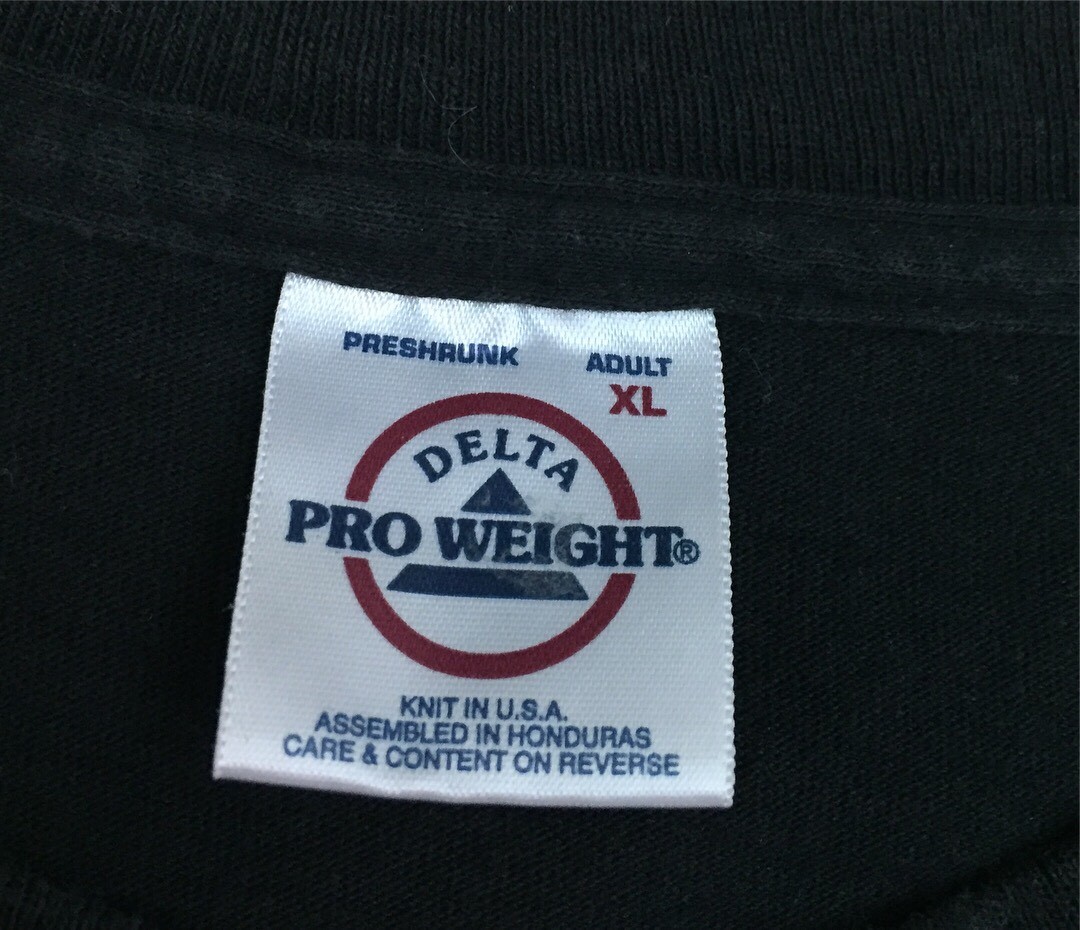 PRESHRUNK ADULT
XL
DELTA
PRO WEIGHT®
KNIT IN U.S.A.
ASSEMBLED IN HONDURAS
CARE & CONTENT ON REVERSE